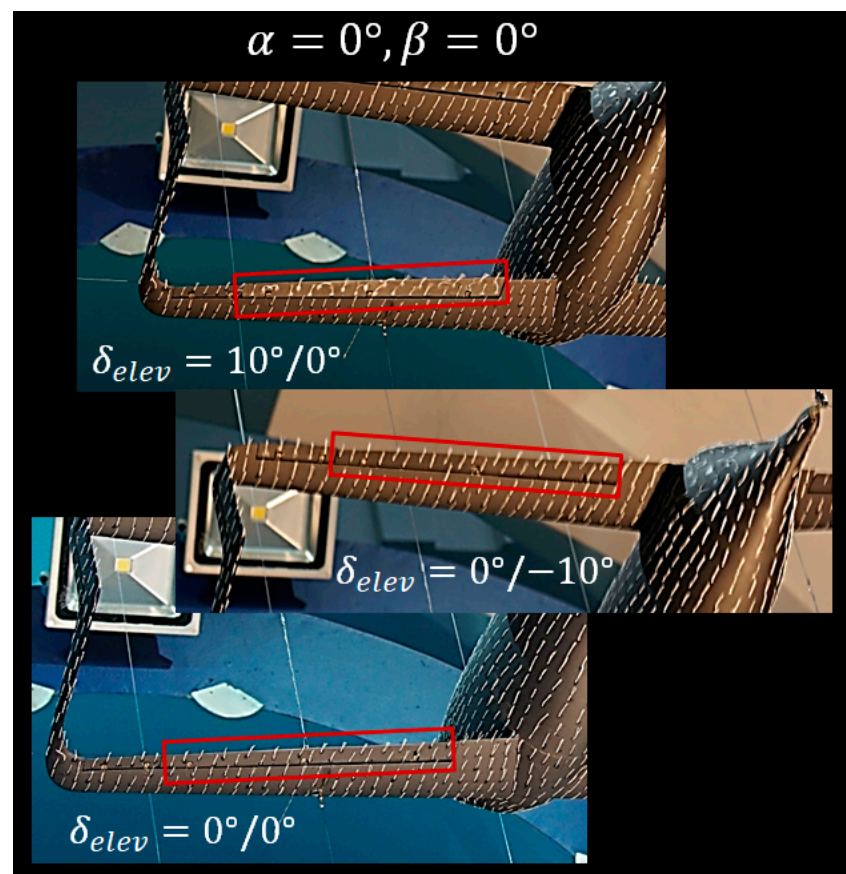 α = 0°, β = 0°
δ_elev = 10°/0°
δ_elev = 0°/−10°
δ_elev = 0°/0°